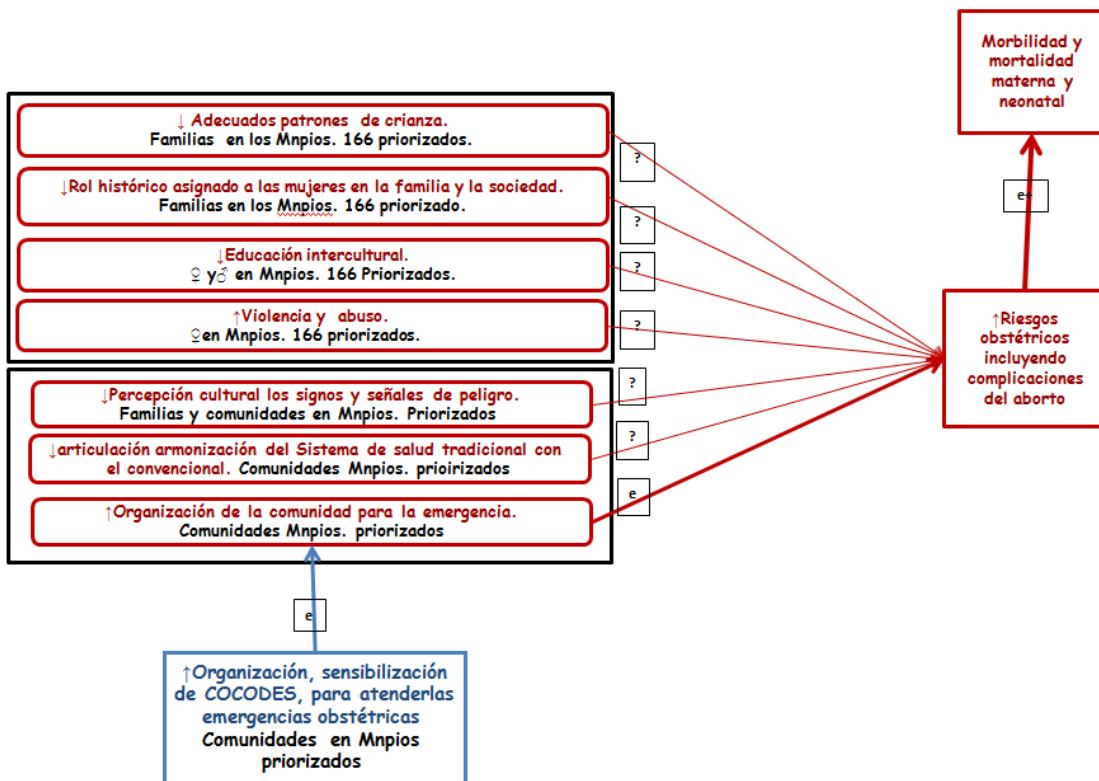 Morbilidad y
mortalidad
materna y
neonatal
↓ Adecuados patrones de crianza.
Familias en los Mnpios. 166 priorizados.
?
↓Rol histórico asignado a las mujeres en la familia y la sociedad.
Familias en los Mnpios. 166 priorizado.
e+
?
↓Educación intercultural.
♀ y♂ en Mnpios. 166 Priorizados.
?
↑Violencia y abuso.
♀en Mnpios. 166 priorizados.
?
↑Riesgos
obstétricos
incluyendo
complicaciones
del aborto
↓Percepción cultural los signos y señales de peligro.
Familias y comunidades en Mnpios. Priorizados
?
↓articulación armonización del Sistema de salud tradicional con
el convencional. Comunidades Mnpios. prioirizados
?
↑Organización de la comunidad para la emergencia.
Comunidades Mnpios. priorizados
e
e
↑Organización, sensibilización
de COCODES, para atenderlas
emergencias obstétricas
Comunidades en Mnpios
priorizados